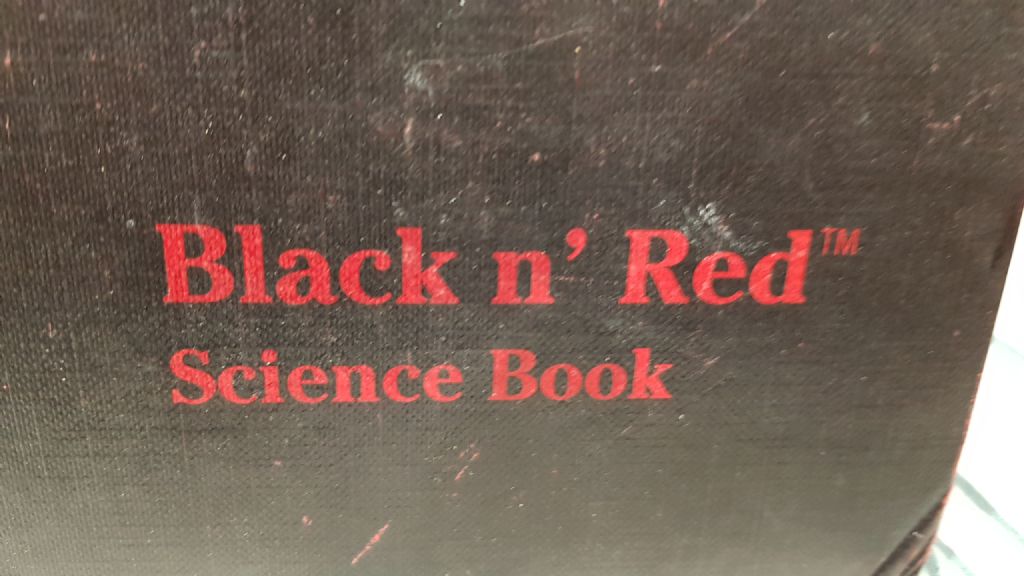 Black n' Red™
Science Book